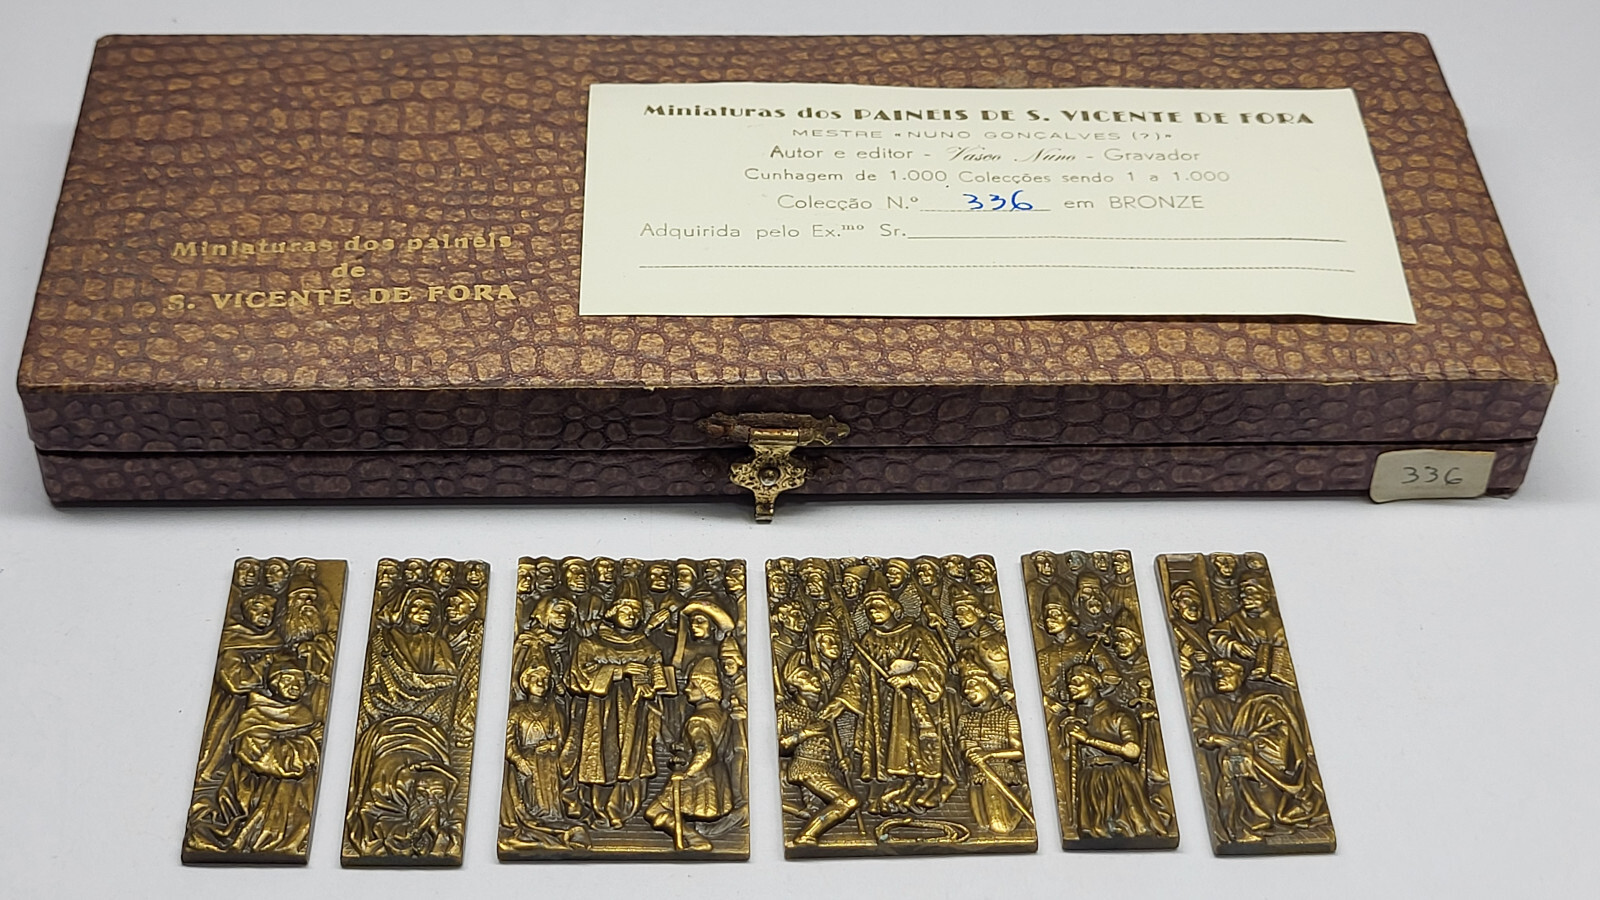 Miniaturas dos PAINEIS DE S. VICENTE DE FORA
MESTRE «NUNO GONÇALVES (?)»
Autor e editor - Vasco Nuno - Gravador
Cunhagem de 1.000 Colecções sendo 1 a 1.000
Colecção N.º 336 em BRONZE
Adquirida pelo Ex.mo Sr.
Miniaturas dos paineis
de
S. VICENTE DE FORA
336